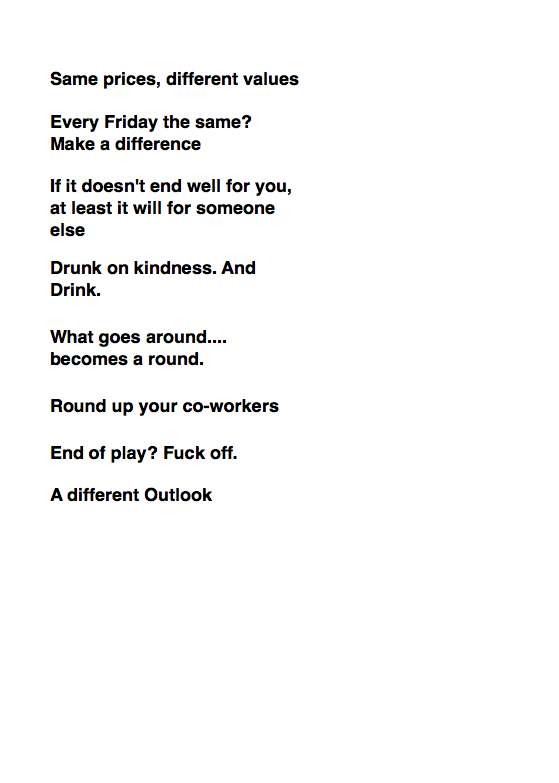 Same prices, different values
Every Friday the same?
Make a difference
If it doesn't end well for you,
at least it will for someone
else
Drunk on kindness. And
Drink.
What goes around....
becomes a round.
Round up your co-workers
End of play? Fuck off.
A different Outlook